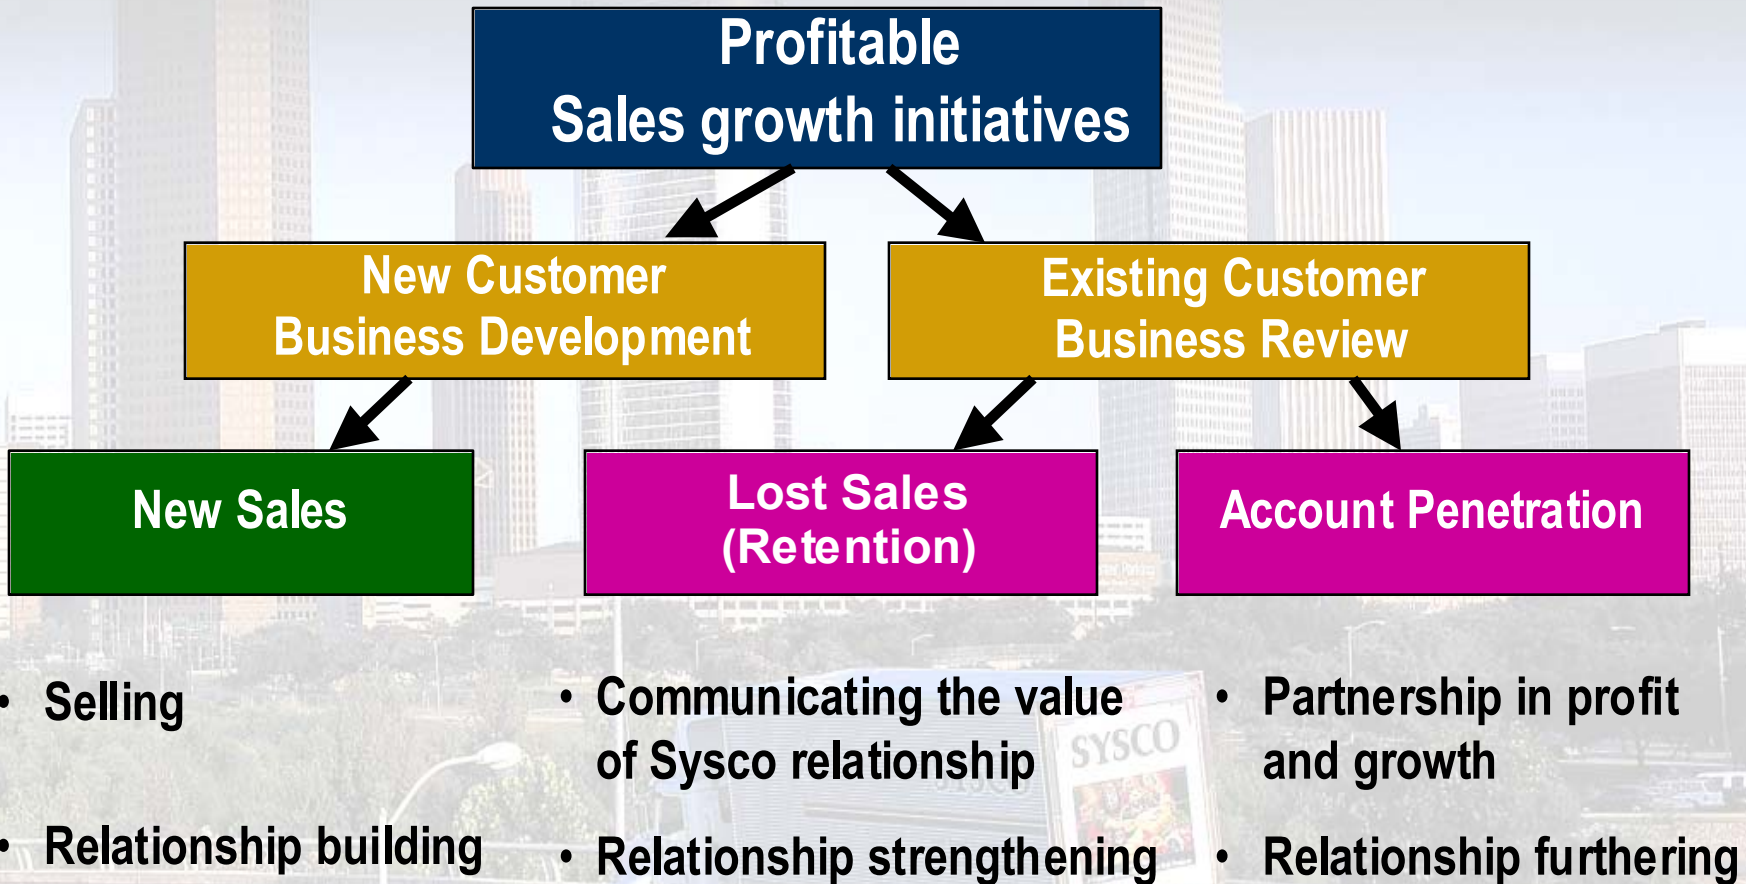 Profitable
Sales growth initiatives
New Customer
Business Development
Existing Customer
Business Review
New Sales
Lost Sales
(Retention)
Account Penetration
• Selling
• Relationship building
• Communicating the value
of Sysco relationship
• Relationship strengthening
• Partnership in profit
and growth
• Relationship furthering
SYSCO
SYSCO